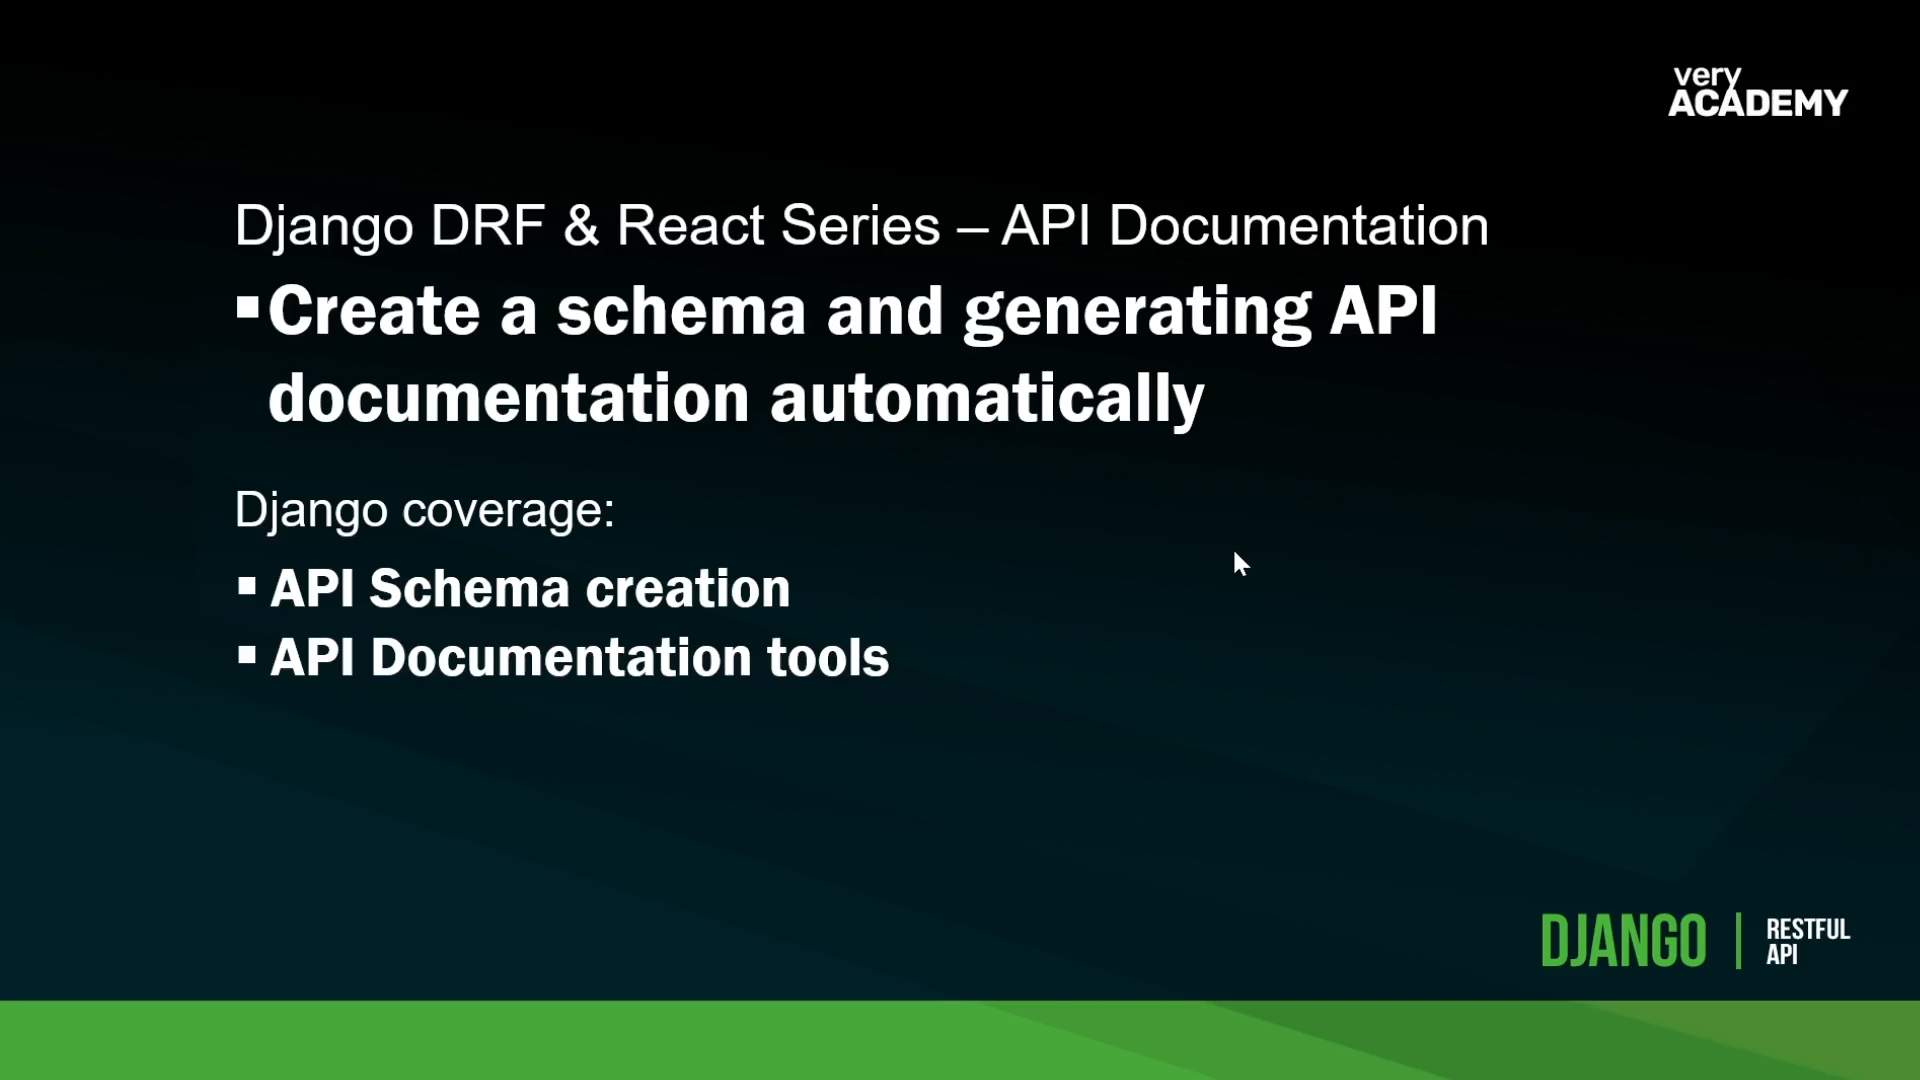 very
ACADEMY
Django DRF & React Series – API Documentation
▪Create a schema and generating API
documentation automatically
Django coverage:
▪ API Schema creation
▪ API Documentation tools
DJANGO | RESTFUL
API